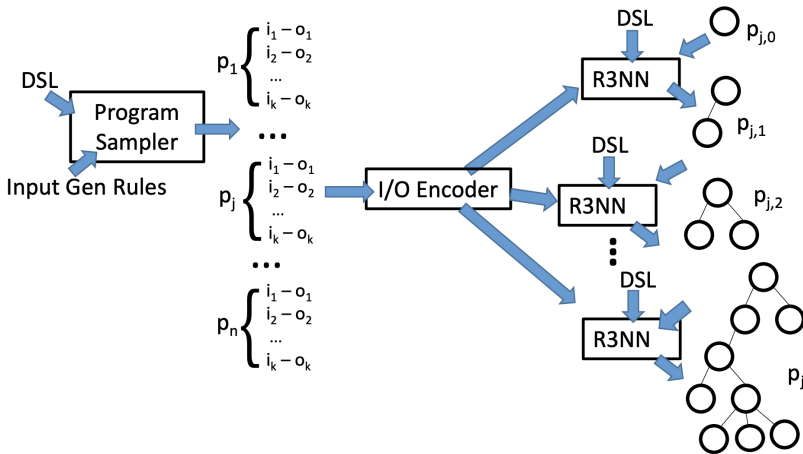 DSL
Program
Sampler
Input Gen Rules
p₁
i₁ – o₁
i₂ – o₂
...
iₖ – oₖ
...
pⱼ
i₁ – o₁
i₂ – o₂
...
iₖ – oₖ
...
pₙ
i₁ – o₁
i₂ – o₂
...
iₖ – oₖ
I/O Encoder
DSL
R3NN
pⱼ,₀
pⱼ,₁
DSL
R3NN
pⱼ,₂
DSL
R3NN
pⱼ